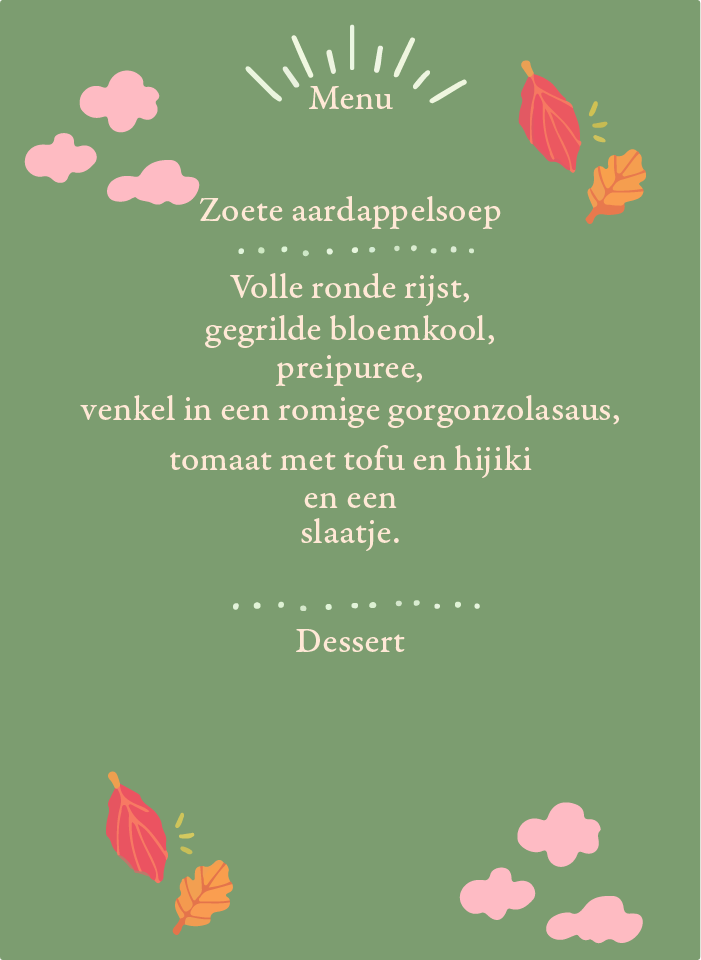 Menu
Zoete aardappelsoep
Volle ronde rijst,
gegrilde bloemkool,
preipuree,
venkel in een romige gorgonzolasaus,
tomaat met tofu en hijiki
en een
slaatje.
Dessert